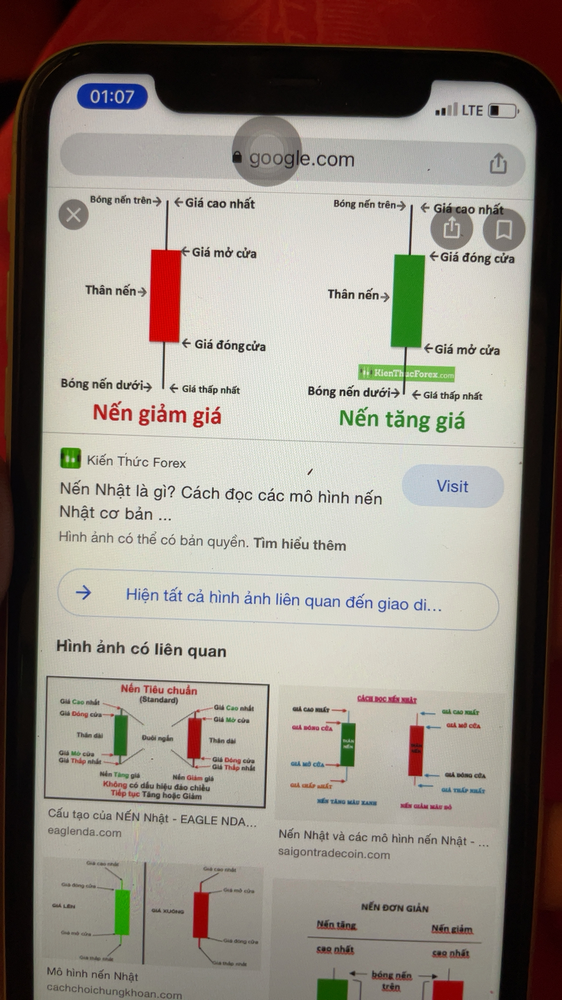 01:07
LTE
google.com
Bóng nến trên
Giá cao nhất
Giá mở cửa
Thân nến
Giá đóng cửa
Bóng nến dưới
Giá thấp nhất
Nến giảm giá
Bóng nến trên
Giá cao nhất
Giá đóng cửa
Thân nến
Giá mở cửa
KienThucForex.com
Bóng nến dưới
Giá thấp nhất
Nến tăng giá
Kiến Thức Forex
Nến Nhật là gì? Cách đọc các mô hình nến
Nhật cơ bản ...
Visit
Hình ảnh có thể có bản quyền. Tìm hiểu thêm
Hiện tất cả hình ảnh liên quan đến giao di...
Hình ảnh có liên quan
Nến Tiêu chuẩn
(Standard)
Giá Cao nhất
Giá Đóng cửa
Thân dài
Giá Mở cửa
Giá Thấp nhất
Đuôi ngắn
Giá Cao nhất
Giá Mở cửa
Thân dài
Giá Đóng cửa
Giá Thấp nhất
Nến Tăng giá
Nến Giảm giá
Không có dấu hiệu đảo chiều
Tiếp tục Tăng hoặc Giảm
Cấu tạo của NẾN Nhật - EAGLE NDA...
eaglenda.com
CÁCH ĐỌC NẾN NHẬT
GIÁ CAO NHẤT
GIÁ ĐÓNG CỬA
THÂN
NẾN
GIÁ MỞ CỬA
GIÁ THẤP NHẤT
NẾN TĂNG MÀU XANH
GIÁ CAO NHẤT
GIÁ MỞ CỬA
THÂN
NẾN
GIÁ ĐÓNG CỬA
GIÁ THẤP NHẤT
NẾN GIẢM MÀU ĐỎ
Nến Nhật và các mô hình nến Nhật - ...
saigontradecoin.com
Giá cao nhất
Giá đóng cửa
GIÁ LÊN
Giá mở cửa
Giá thấp nhất
Giá cao nhất
Giá mở cửa
GIÁ XUỐNG
Giá đóng cửa
Giá thấp nhất
Mô hình nến Nhật
cachchoichungkhoan.com
NẾN ĐƠN GIẢN
Nến tăng
Nến giảm
cao nhất
cao nhất
bóng nến
trên